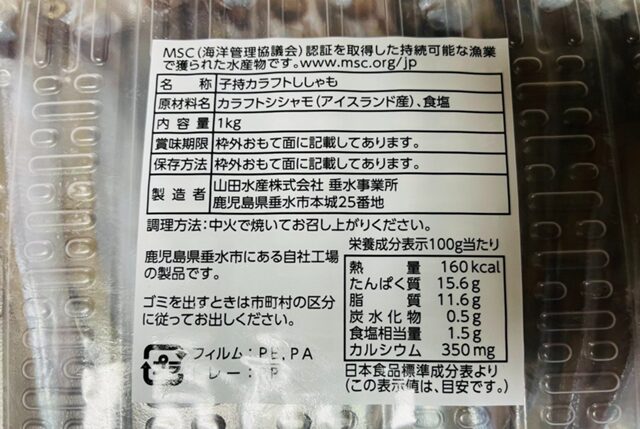 MSC(海洋管理協議会)認証を取得した持続可能な漁業
で獲られた水産物です。www.msc.org/jp
名 称 子持カラフトししゃも
原材料名 カラフトシシャモ(アイスランド産)、食塩
内容量 1kg
賞味期限 枠外おもて面に記載してあります。
保存方法 枠外おもて面に記載してあります。
製造者 山田水産株式会社 垂水事業所
鹿児島県垂水市本城25番地
調理方法:中火で焼いてお召し上がりください。
鹿児島県垂水市にある自社工場
の製品です。
ゴミを出すときは市町村の区分
に従ってお出しください。
プラ フィルム:PE,PA
トレー:P
栄養成分表示100g当たり
熱 量 160kcal
たんぱく質 15.6g
脂 質 11.6g
炭水化物 0.5g
食塩相当量 1.5g
カルシウム 350mg
日本食品標準成分表より
(この表示値は、目安です。)